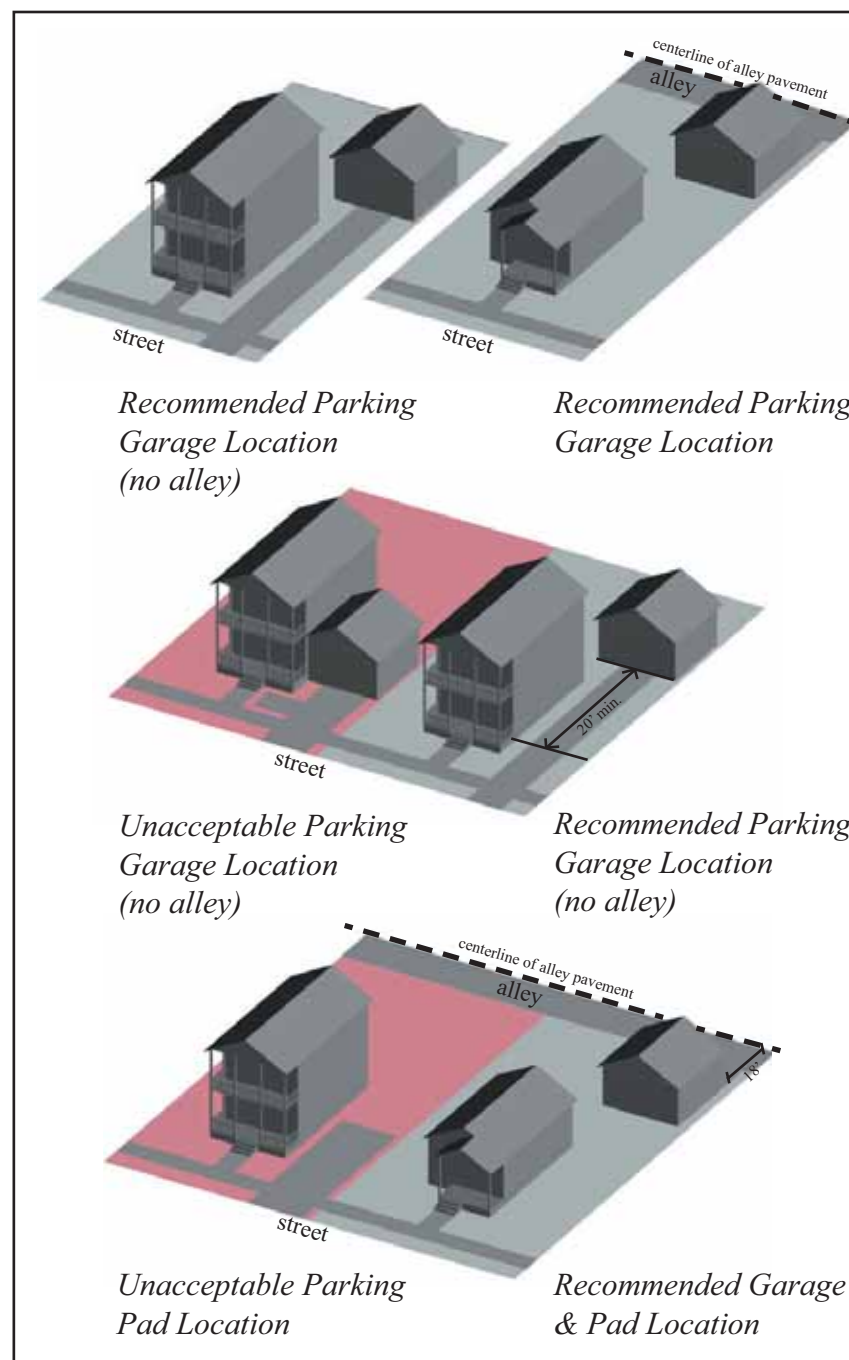 centerline of alley pavement
alley
street
street
Recommended Parking
Garage Location
(no alley)
Recommended Parking
Garage Location
20' min.
street
Unacceptable Parking
Garage Location
(no alley)
Recommended Parking
Garage Location
(no alley)
centerline of alley pavement
alley
18'
street
Unacceptable Parking
Pad Location
Recommended Garage
& Pad Location